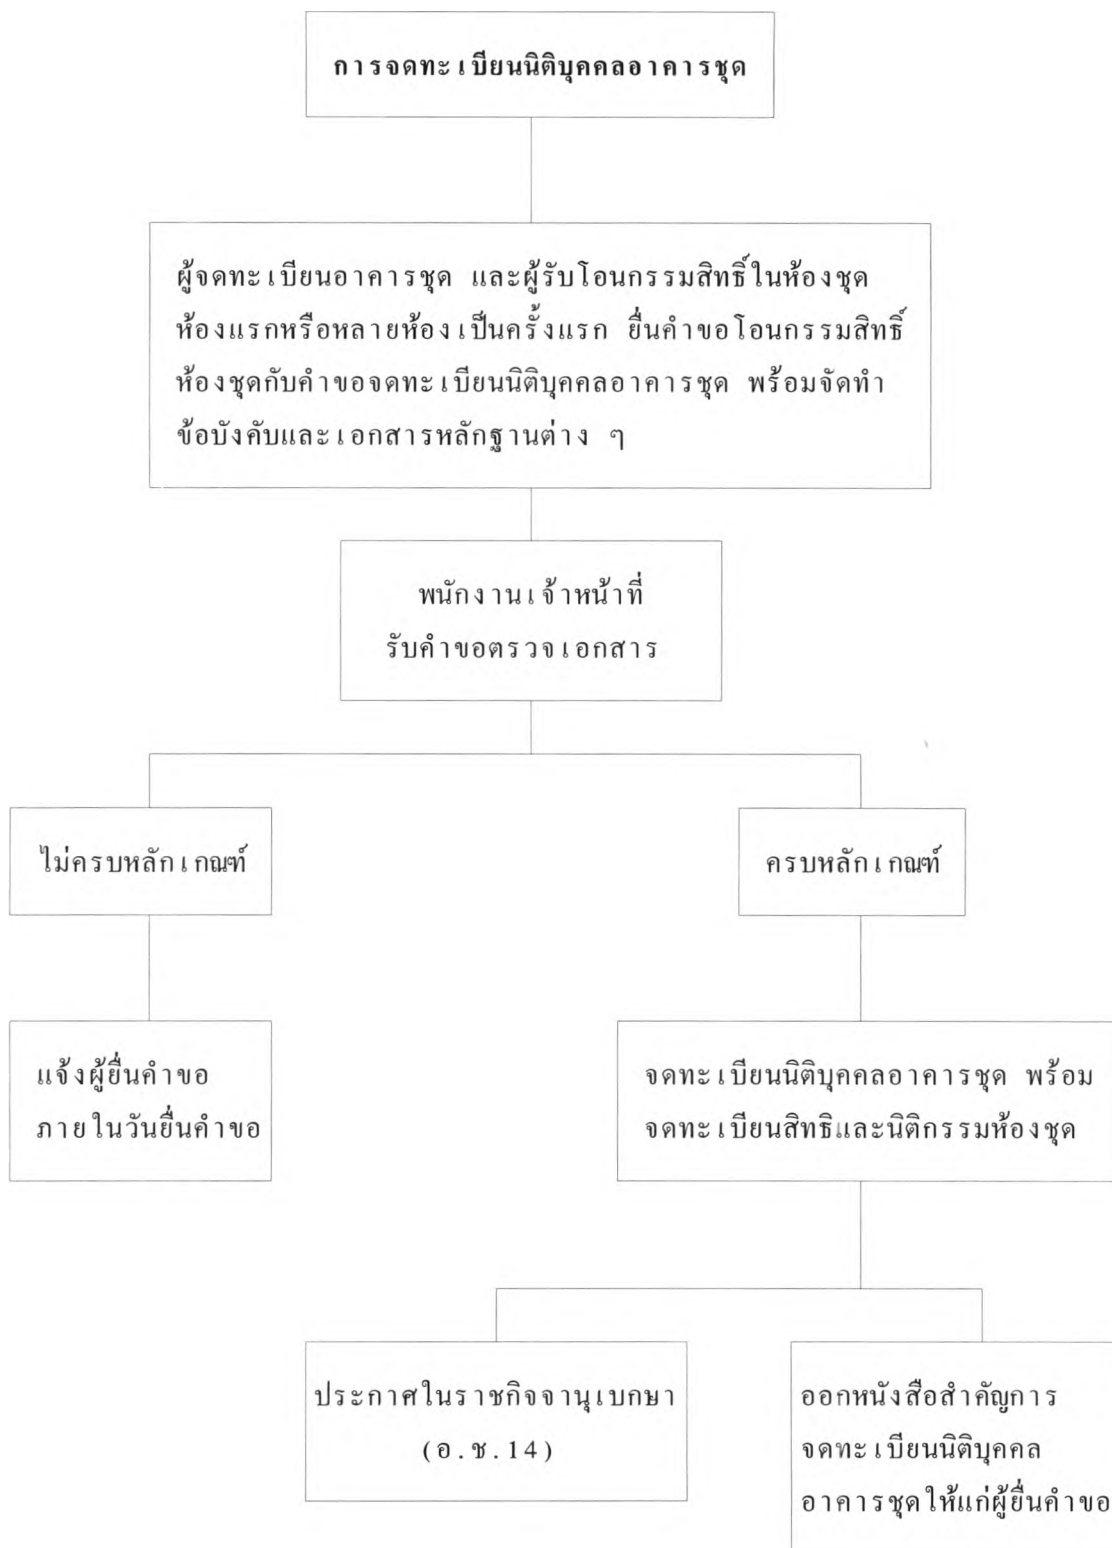 การจดทะเบียนนิติบุคคลอาคารชุด
ผู้จดทะเบียนอาคารชุด และผู้รับโอนกรรมสิทธิ์ในห้องชุด
ห้องแรกหรือหลายห้องเป็นครั้งแรก ยื่นคำขอโอนกรรมสิทธิ์
ห้องชุดกับคำขอจดทะเบียนนิติบุคคลอาคารชุด พร้อมจัดทำ
ข้อบังคับและเอกสารหลักฐานต่าง ๆ
พนักงานเจ้าหน้าที่
รับคำขอตรวจเอกสาร
ไม่ครบหลักเกณฑ์
ครบหลักเกณฑ์
แจ้งผู้ยื่นคำขอ
ภายในวันยื่นคำขอ
จดทะเบียนนิติบุคคลอาคารชุด พร้อม
จดทะเบียนสิทธิและนิติกรรมห้องชุด
ประกาศในราชกิจจานุเบกษา
(อ.ช.14)
ออกหนังสือสำคัญการ
จดทะเบียนนิติบุคคล
อาคารชุดให้แก่ผู้ยื่นคำขอ